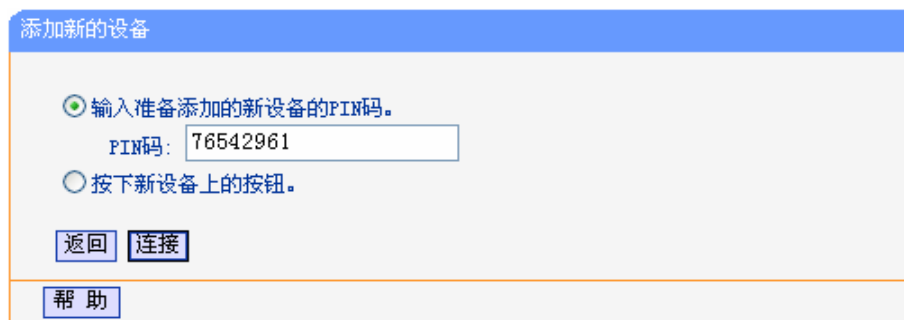 添加新的设备
输入准备添加的新设备的PIN码。
PIN码: 76542961
按下新设备上的按钮。
返回 连接
帮 助